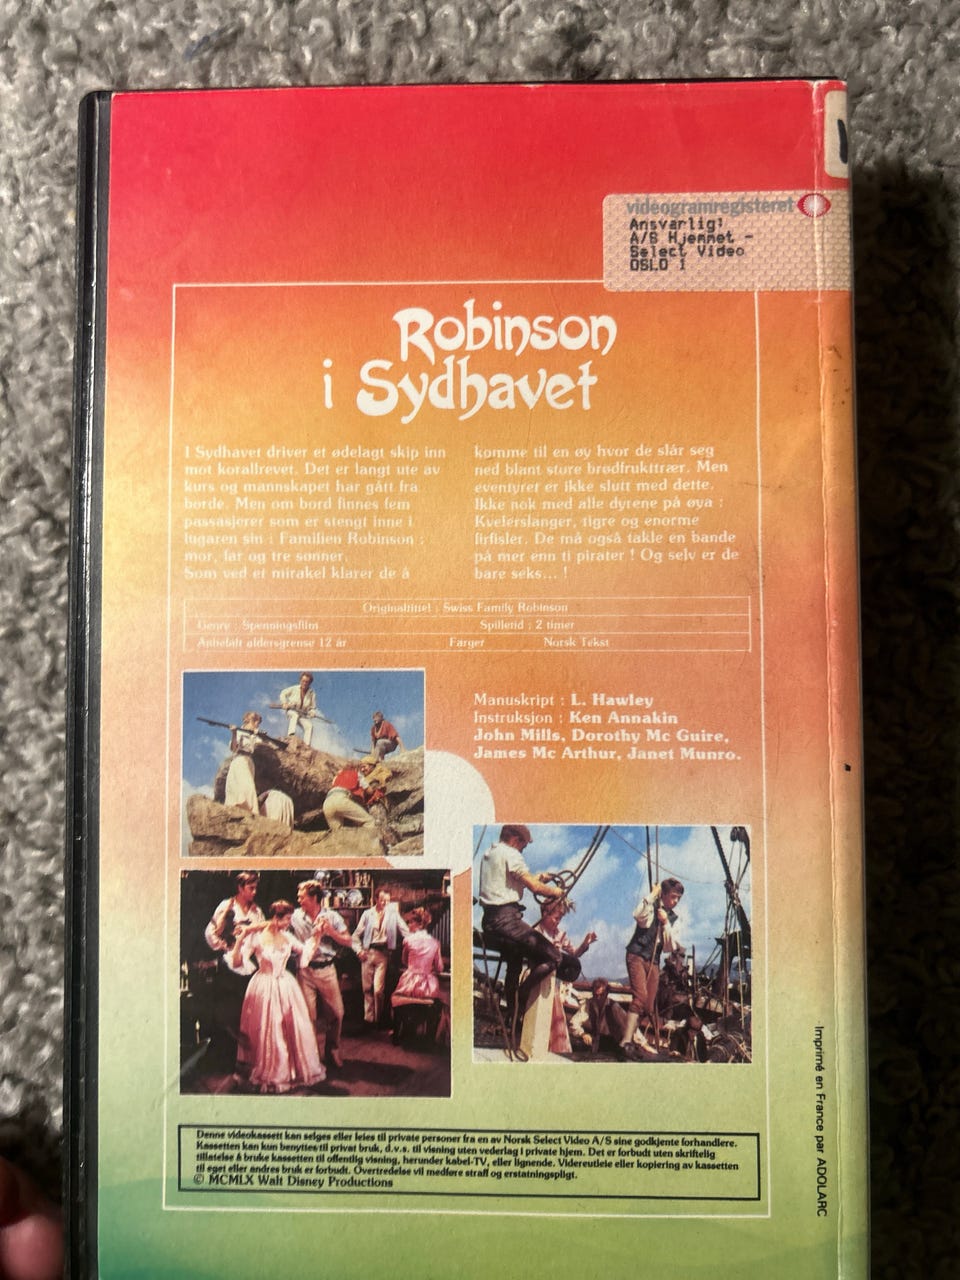 videogramregisteret
Ansvarlig:
A/S Hjemmet -
Select Video
OSLO 1
Robinson
i Sydhavet
I Sydhavet driver et ødelagt skip inn
mot korallrevet. Det er langt ute av
kurs og mannskapet har gått fra
borde. Men om bord finnes fem
passasjerer som er stengt inne i
lugaren sin : Familien Robinson :
mor, far og tre sønner.
Som ved et mirakel klarer de å
komme til en øy hvor de slår seg
ned blant store brødfrukttrær. Men
eventyret er ikke slutt med dette.
Ikke nok med alle dyrene på øya :
Kvelerslanger, tigre og enorme
firfisler. De må også takle en bande
på mer enn ti pirater ! Og selv er de
bare seks... !
Originaltittel : Swiss Family Robinson
Genre : Spenningsfilm Spilletid : 2 timer
Anbefalt aldersgrense 12 år Farger Norsk Tekst
Manuskript : L. Hawley
Instruksjon : Ken Annakin
John Mills, Dorothy Mc Guire,
James Mc Arthur, Janet Munro.
Denne videokassett kan selges eller leies til private personer fra en av Norsk Select Video A/S sine godkjente forhandlere.
Kassetten kan kun benyttes til privat bruk, d.v.s. til visning uten vederlag i private hjem. Det er forbudt uten skriftlig
tillatelse å bruke kassetten til offentlig visning, herunder kabel-TV, eller lignende. Videreutleie eller kopiering av kassetten
til eget eller andres bruk er forbudt. Overtredelse vil medføre straff og erstatningspligt.
© MCMLX Walt Disney Productions
Imprimé en France par ADOLARC